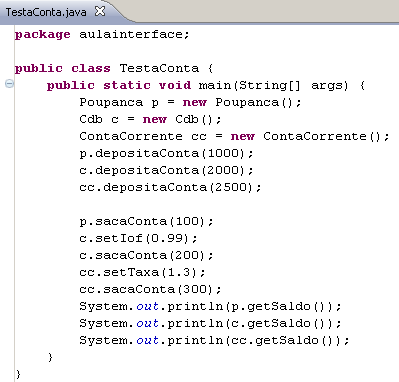 TestaConta.java
package aulainterface;
public class TestaConta {
public static void main(String[] args) {
Poupanca p = new Poupanca();
Cdb c = new Cdb();
ContaCorrente cc = new ContaCorrente();
p.depositaConta(1000);
c.depositaConta(2000);
cc.depositaConta(2500);
p.sacaConta(100);
c.setIof(0.99);
c.sacaConta(200);
cc.setTaxa(1.3);
cc.sacaConta(300);
System.out.println(p.getSaldo());
System.out.println(c.getSaldo());
System.out.println(cc.getSaldo());
}
}